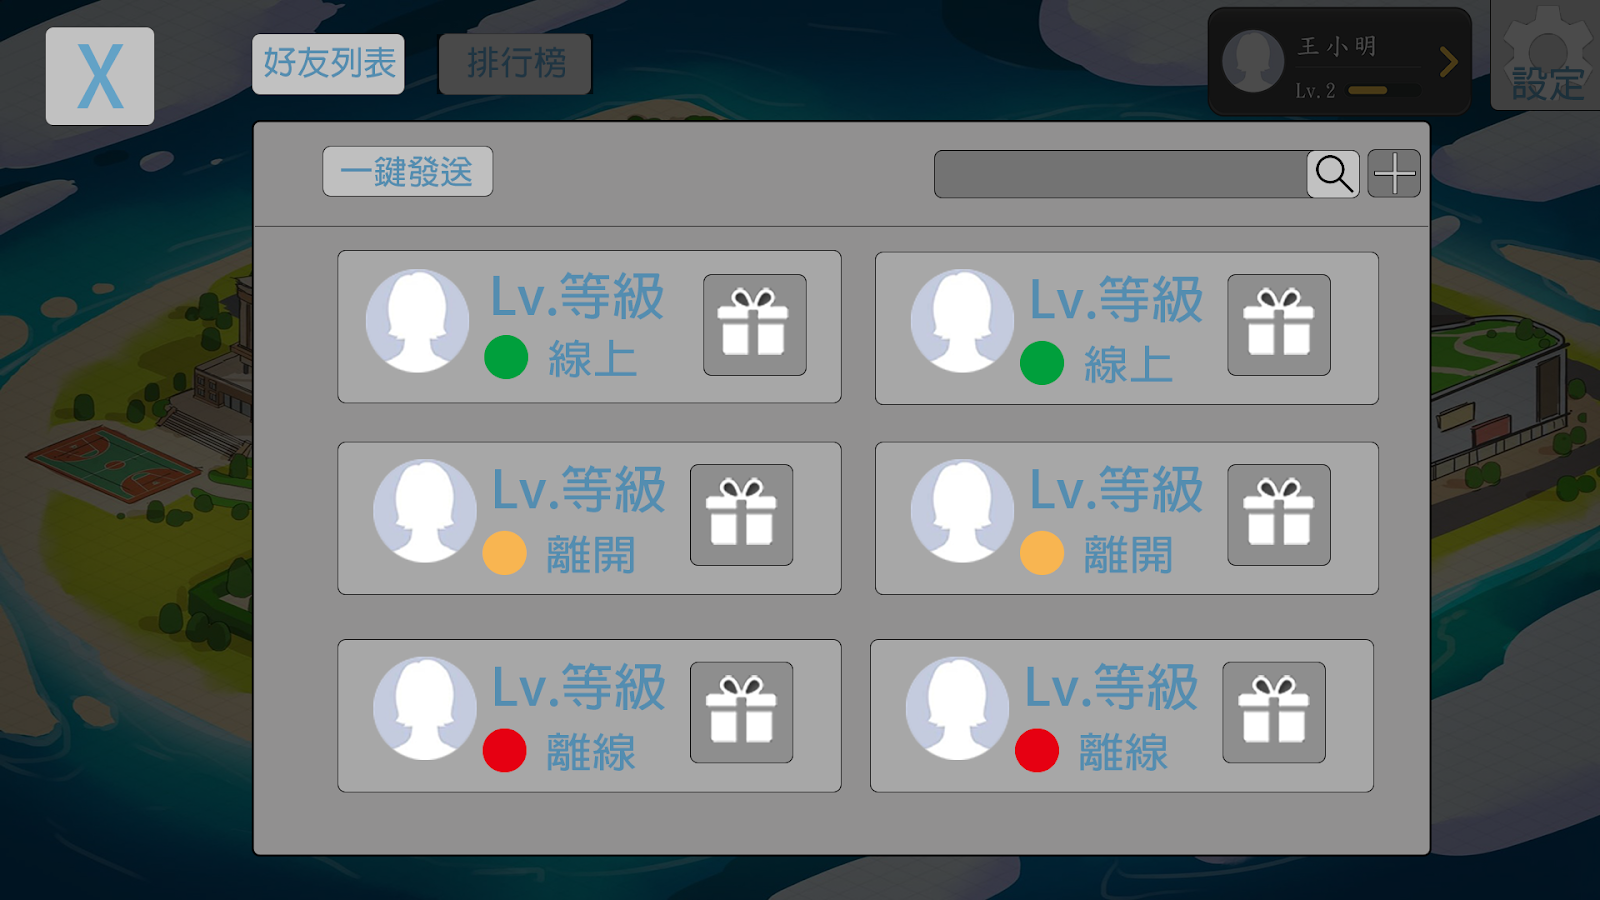 X
好友列表
排行榜
王小明
Lv.2
設定
一鍵發送
Lv.等級
線上
Lv.等級
線上
Lv.等級
離開
Lv.等級
離開
Lv.等級
離線
Lv.等級
離線